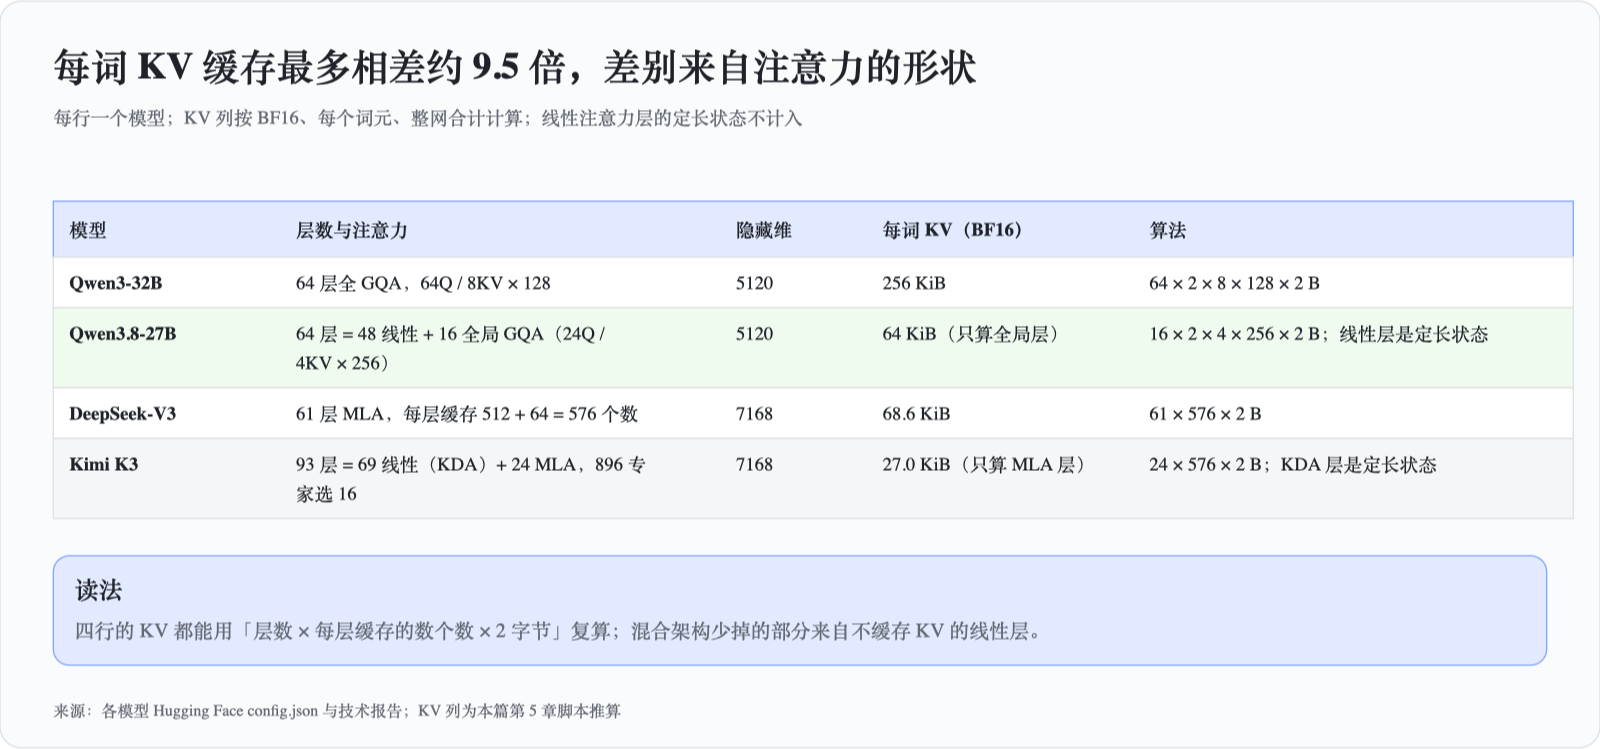 每词 KV 缓存最多相差约 9.5 倍，差别来自注意力的形状
每行一个模型；KV 列按 BF16、每个词元、整网合计计算；线性注意力层的定长状态不计入
模型 层数与注意力 隐藏维 每词 KV（BF16） 算法
Qwen3-32B 64 层全 GQA，64Q / 8KV × 128 5120 256 KiB 64 × 2 × 8 × 128 × 2 B
Qwen3.8-27B 64 层 = 48 线性 + 16 全局 GQA（24Q / 5120 64 KiB（只算全局层） 16 × 2 × 4 × 256 × 2 B；线性层是定长状态
4KV × 256）
DeepSeek-V3 61 层 MLA，每层缓存 512 + 64 = 576 个数 7168 68.6 KiB 61 × 576 × 2 B
Kimi K3 93 层 = 69 线性（KDA）+ 24 MLA，896 专 7168 27.0 KiB（只算 MLA 层） 24 × 576 × 2 B；KDA 层是定长状态
家选 16
读法
四行的 KV 都能用「层数 × 每层缓存的数个数 × 2 字节」复算；混合架构少掉的部分来自不缓存 KV 的线性层。
来源：各模型 Hugging Face config.json 与技术报告；KV 列为本篇第 5 章脚本推算